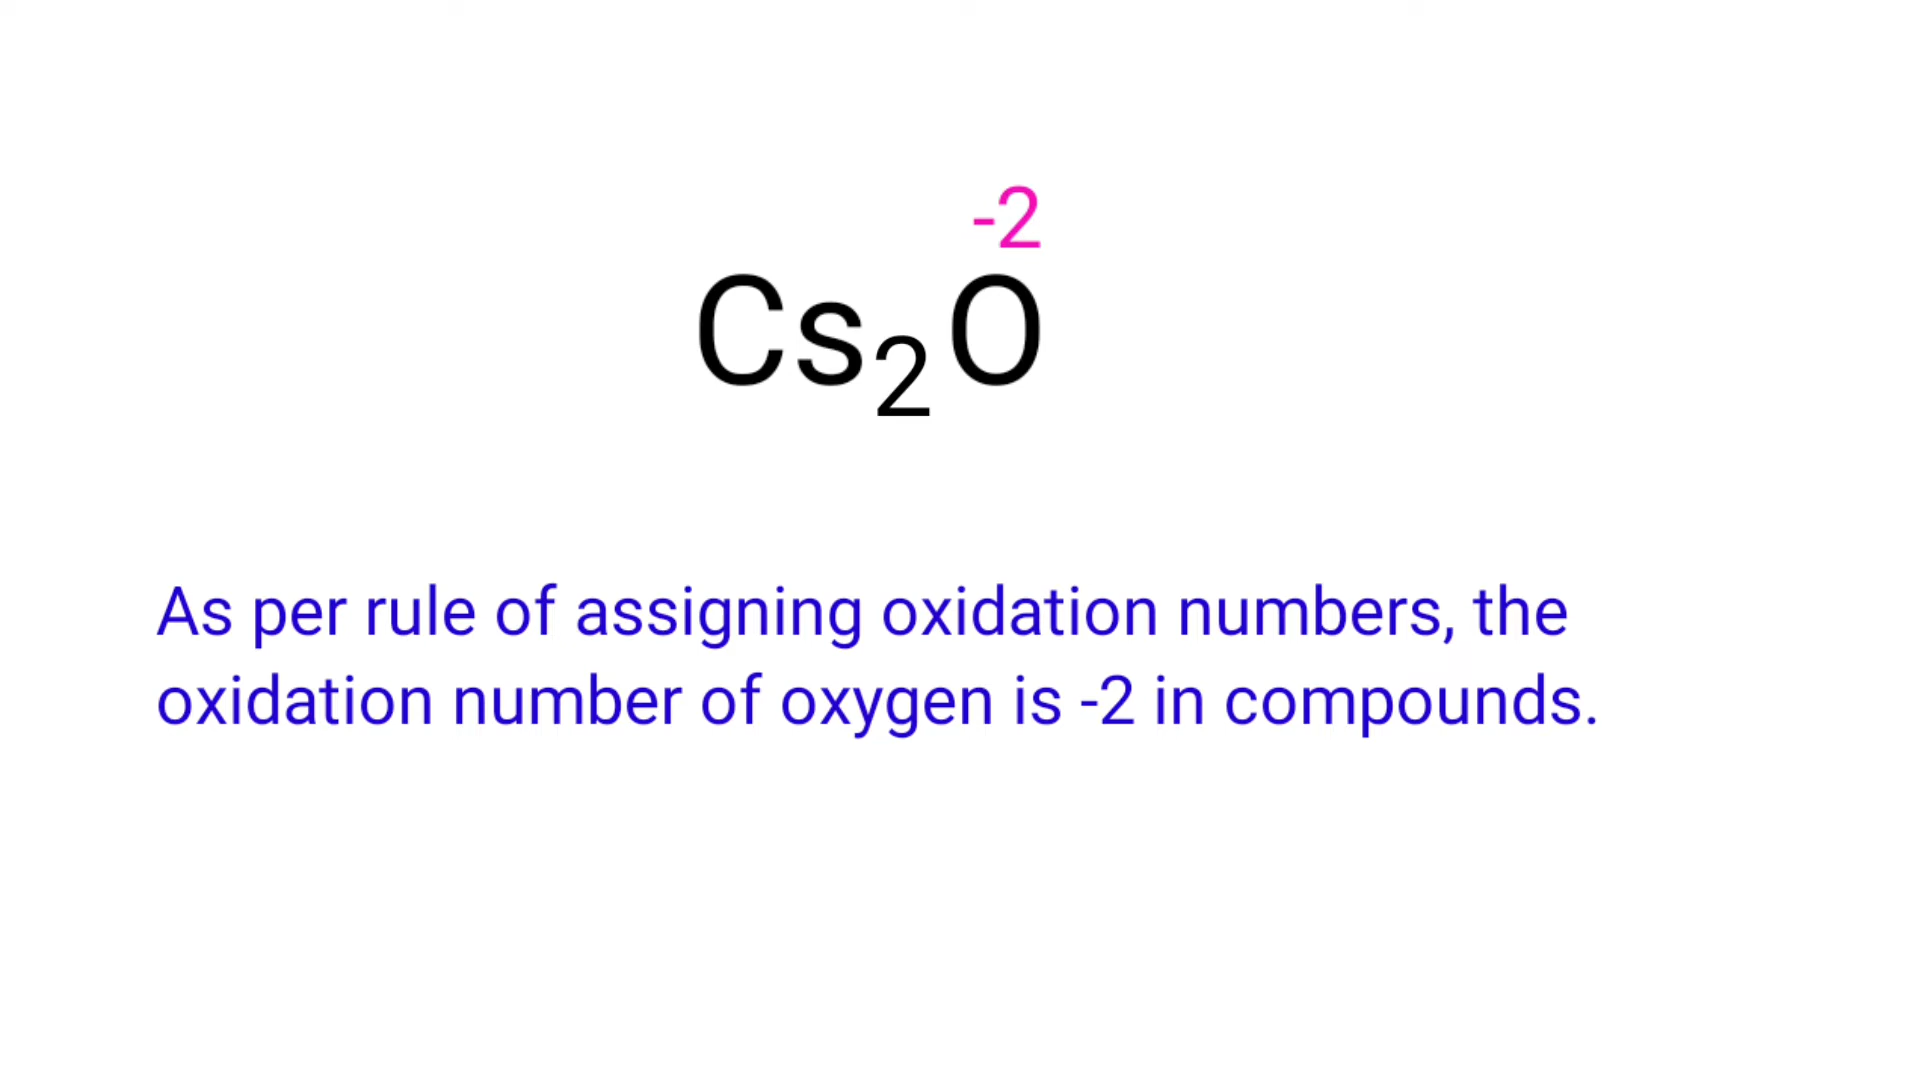 -2
Cs₂O
As per rule of assigning oxidation numbers, the
oxidation number of oxygen is -2 in compounds.